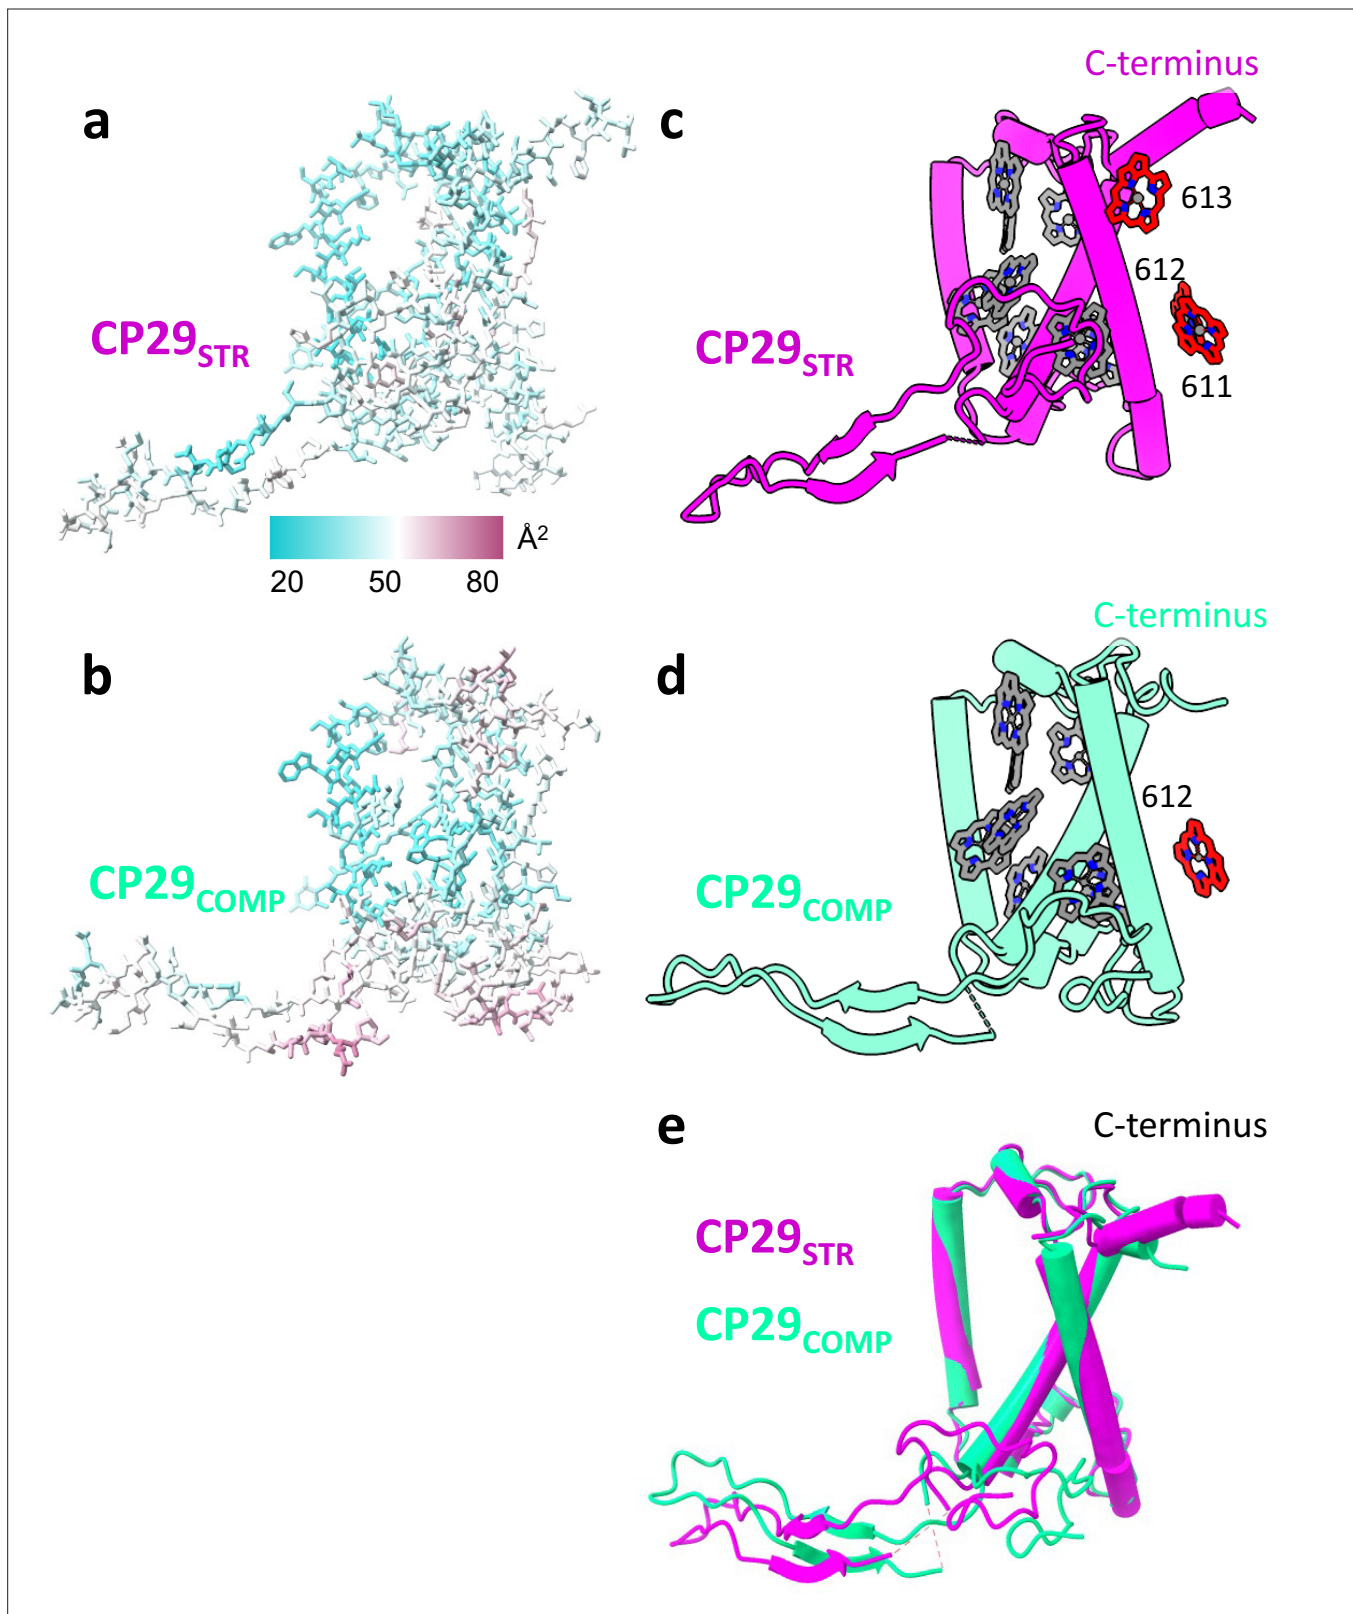 a
CP29STR
Å²
20 50 80
b
CP29COMP
c
C-terminus
613
612
CP29STR
611
d
C-terminus
612
CP29COMP
e
C-terminus
CP29STR
CP29COMP